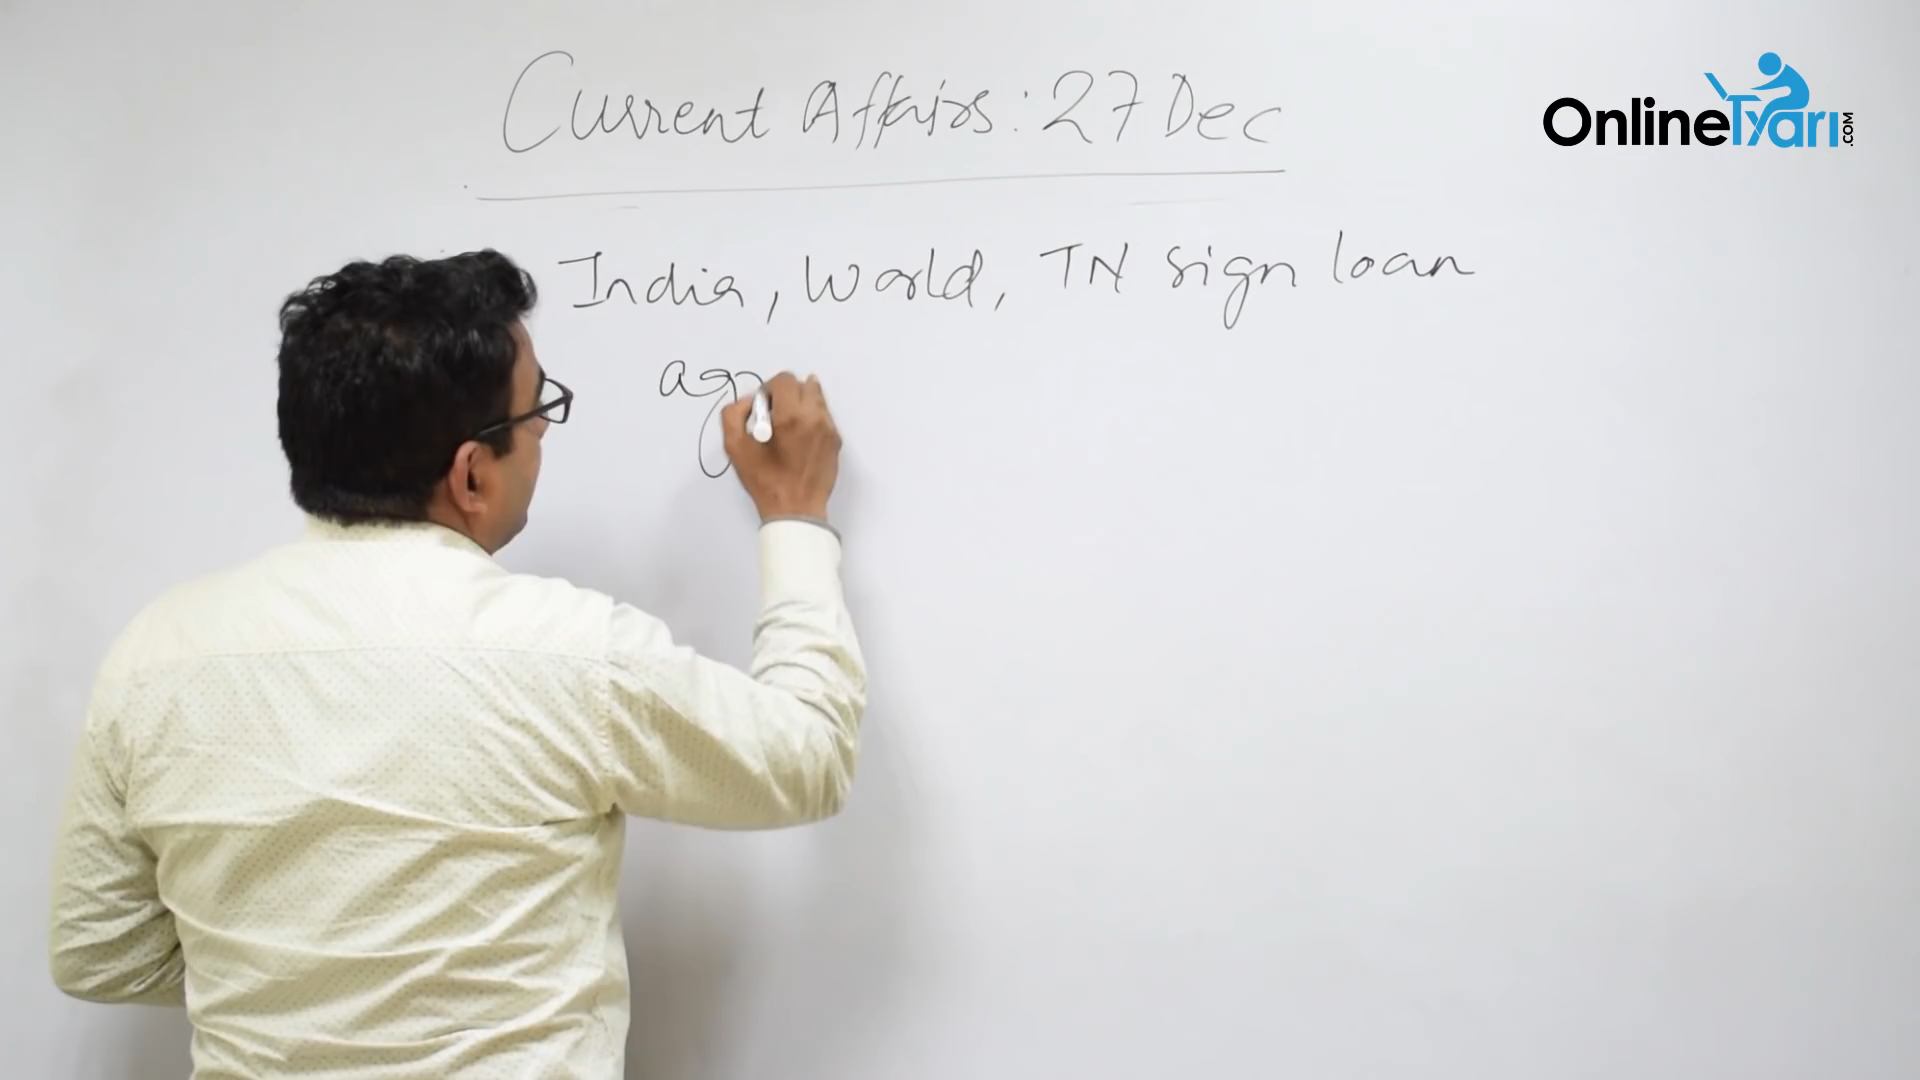 Current Affairs: 27 Dec
OnlineTyari.COM
India, World, TN sign loan
ag